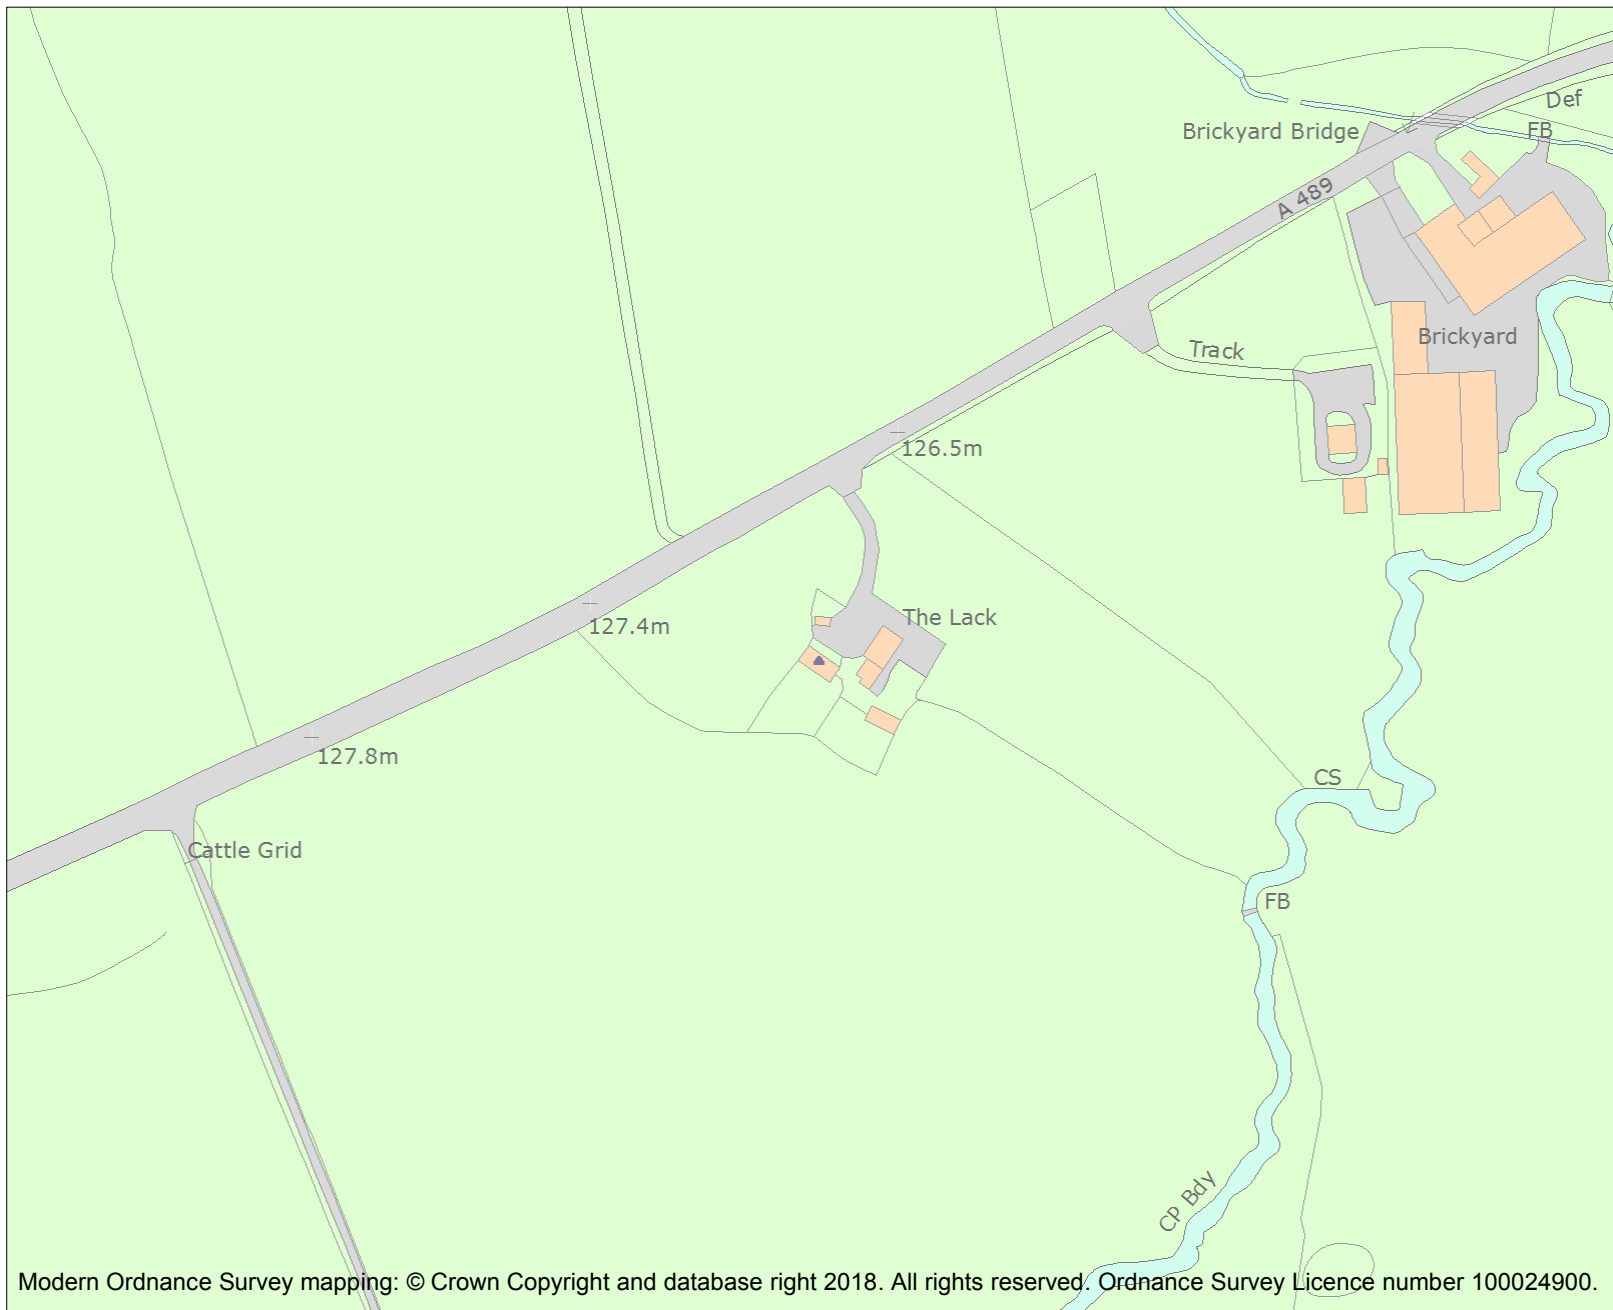 Def
FB
Brickyard Bridge
A 489
Brickyard
Track
126.5m
The Lack
127.4m
127.8m
CS
Cattle Grid
FB
CP Bdy
Modern Ordnance Survey mapping: © Crown Copyright and database right 2018. All rights reserved. Ordnance Survey Licence number 100024900.